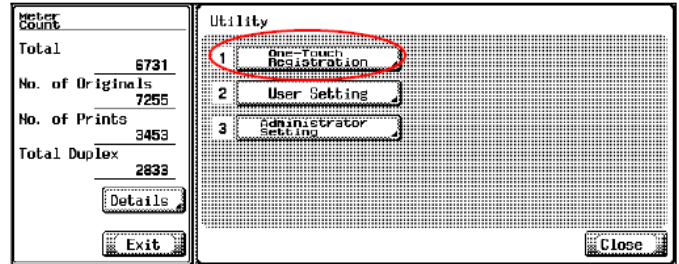 Meter
Count
Total
6731
No. of Originals
7255
No. of Prints
3453
Total Duplex
2833
Details
Exit
Utility
1 One-Touch
Registration
2 User Setting
3 Administrator
Setting
Close